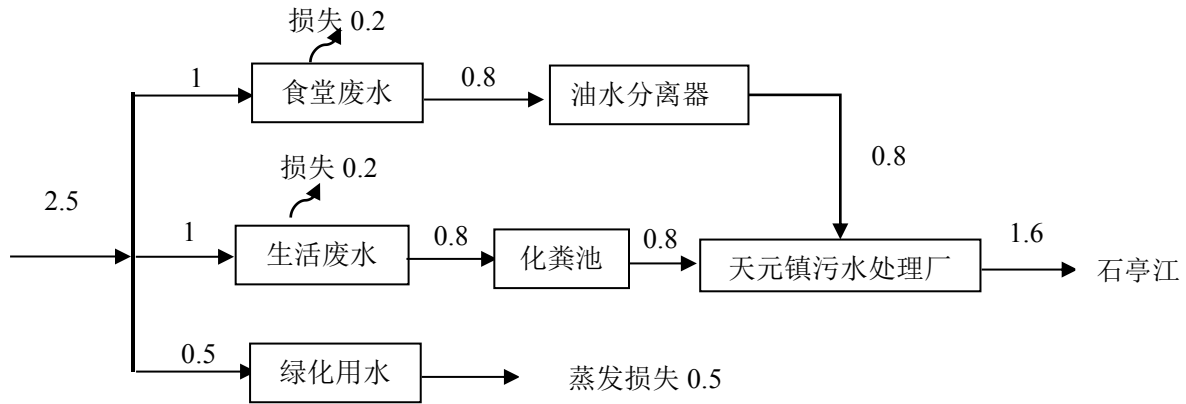 损失 0.2
1
食堂废水
0.8
油水分离器
0.8
损失 0.2
2.5
1
生活废水
0.8
化粪池
0.8
天元镇污水处理厂
1.6
石亭江
0.5
绿化用水
蒸发损失 0.5